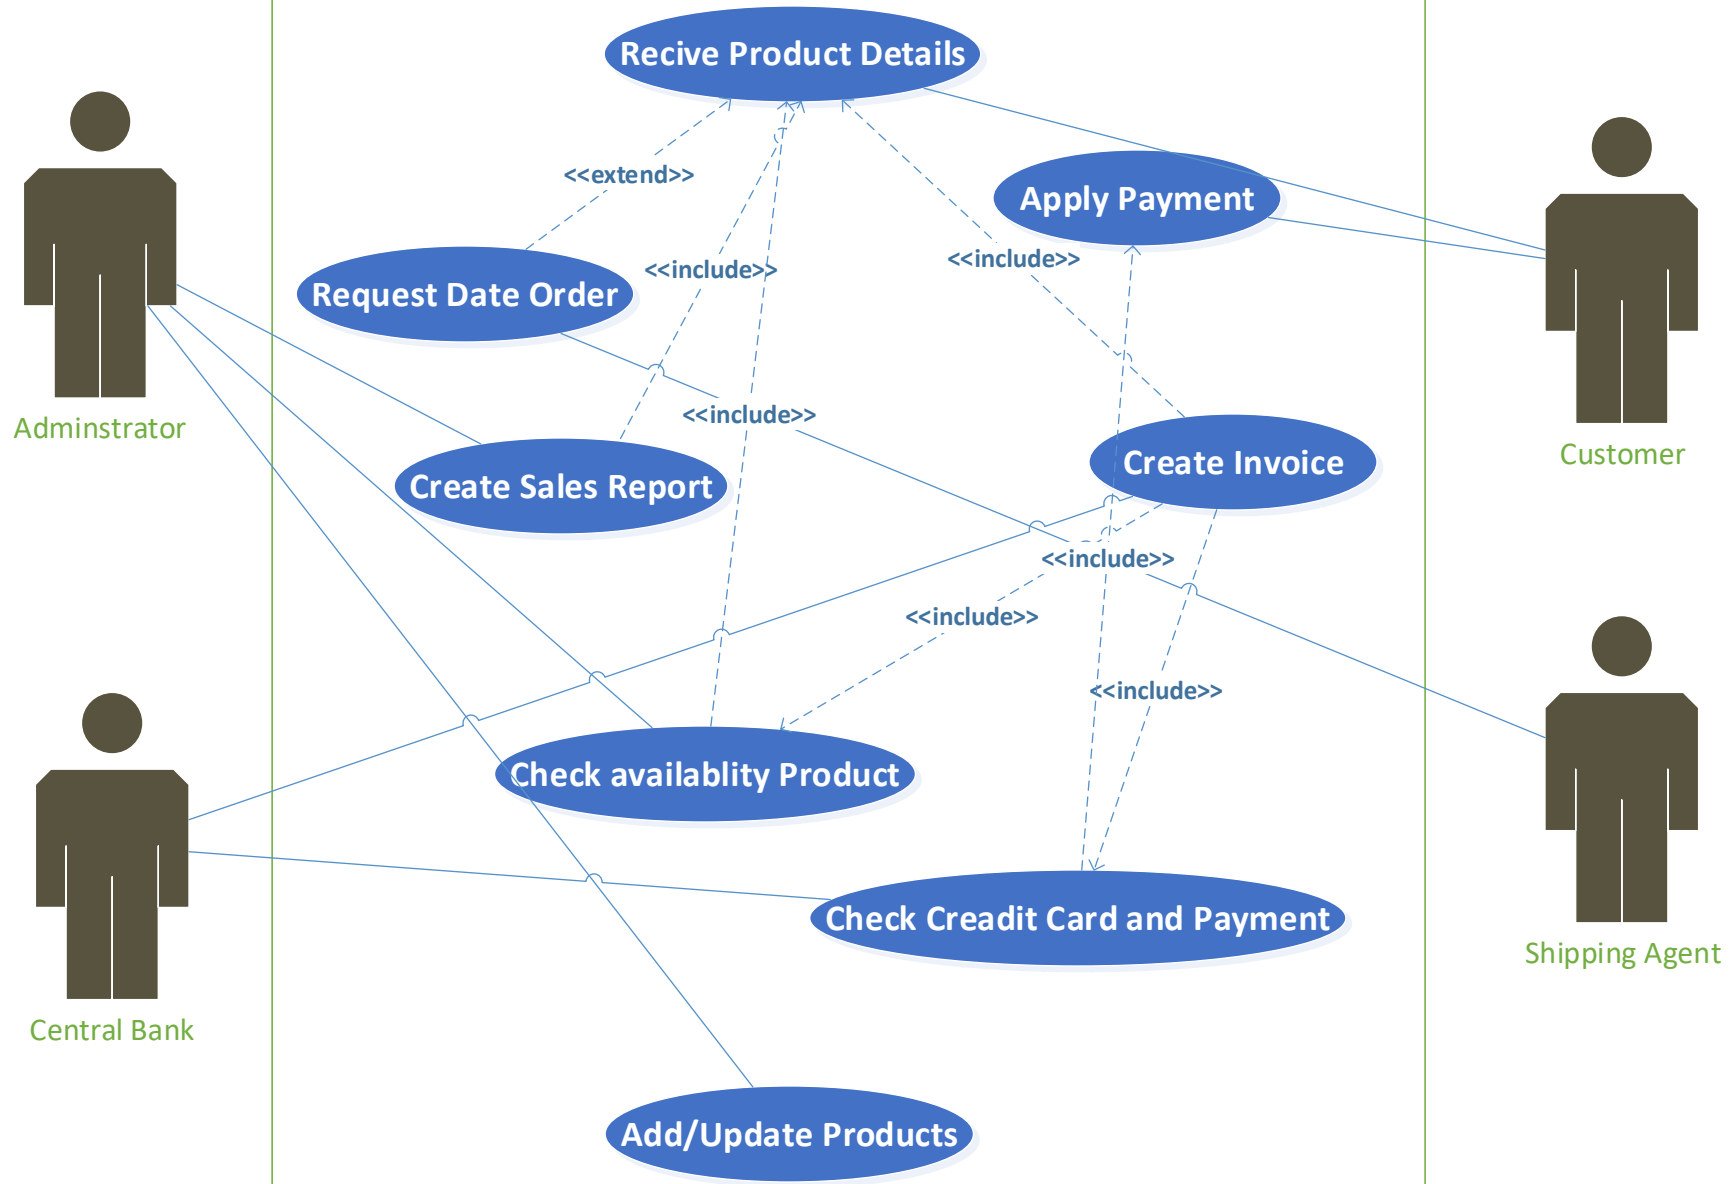 Recive Product Details
<<extend>>
Apply Payment
<<include>>
<<include>>
Request Date Order
<<include>>
Adminstrator
Customer
Create Invoice
Create Sales Report
<<include>>
<<include>>
<<include>>
Check availablity Product
Check Creadit Card and Payment
Shipping Agent
Central Bank
Add/Update Products